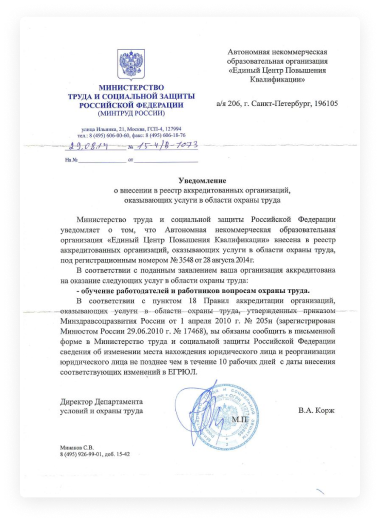 МИНИСТЕРСТВО
ТРУДА И СОЦИАЛЬНОЙ ЗАЩИТЫ
РОССИЙСКОЙ ФЕДЕРАЦИИ
(МИНТРУД РОССИИ)
улица Ильинка, 21, Москва, ГСП-4, 127994
тел.: 8 (495) 606-00-60, факс: 8 (495) 606-18-76
29.08.14 № 15-4/В-1073
На № от
Автономная некоммерческая
образовательная организация
«Единый Центр Повышения
Квалификации»
а/я 206, г. Санкт-Петербург, 196105
Уведомление
о внесении в реестр аккредитованных организаций,
оказывающих услуги в области охраны труда
Министерство труда и социальной защиты Российской Федерации
уведомляет о том, что Автономная некоммерческая образовательная
организация «Единый Центр Повышения Квалификации» внесена в реестр
аккредитованных организаций, оказывающих услуги в области охраны труда,
под регистрационным номером № 3548 от 28 августа 2014г.
В соответствии с поданным заявлением ваша организация аккредитована
на оказание следующих услуг в области охраны труда:
- обучение работодателей и работников вопросам охраны труда.
В соответствии с пунктом 18 Правил аккредитации организаций,
оказывающих услуги в области охраны труда, утвержденных приказом
Минздравсоцразвития России от 1 апреля 2010 г. № 205н (зарегистрирован
Минюстом России 29.06.2010 г. № 17468), вы обязаны сообщить в письменной
форме в Министерство труда и социальной защиты Российской Федерации
сведения об изменении места нахождения юридического лица и реорганизации
юридического лица не позднее чем в течение 10 рабочих дней с даты внесения
соответствующих изменений в ЕГРЮЛ.
Директор Департамента
условий и охраны труда
М.П.
В.А. Корж
8 (495) 926-99-01, доб. 15-42